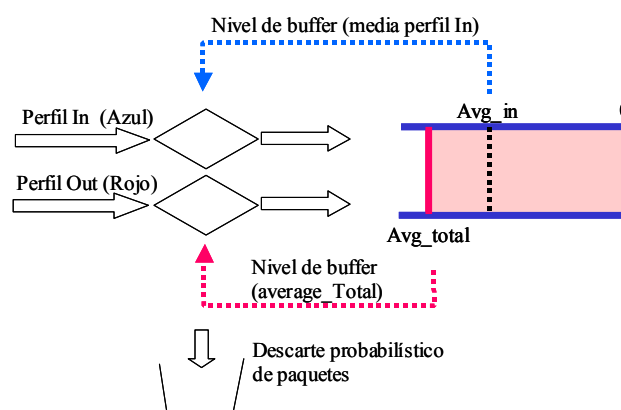 Nivel de buffer (media perfil In)
Perfil In (Azul)
Avg_in
Perfil Out (Rojo)
Avg_total
Nivel de buffer
(average_Total)
Descarte probabilístico
de paquetes